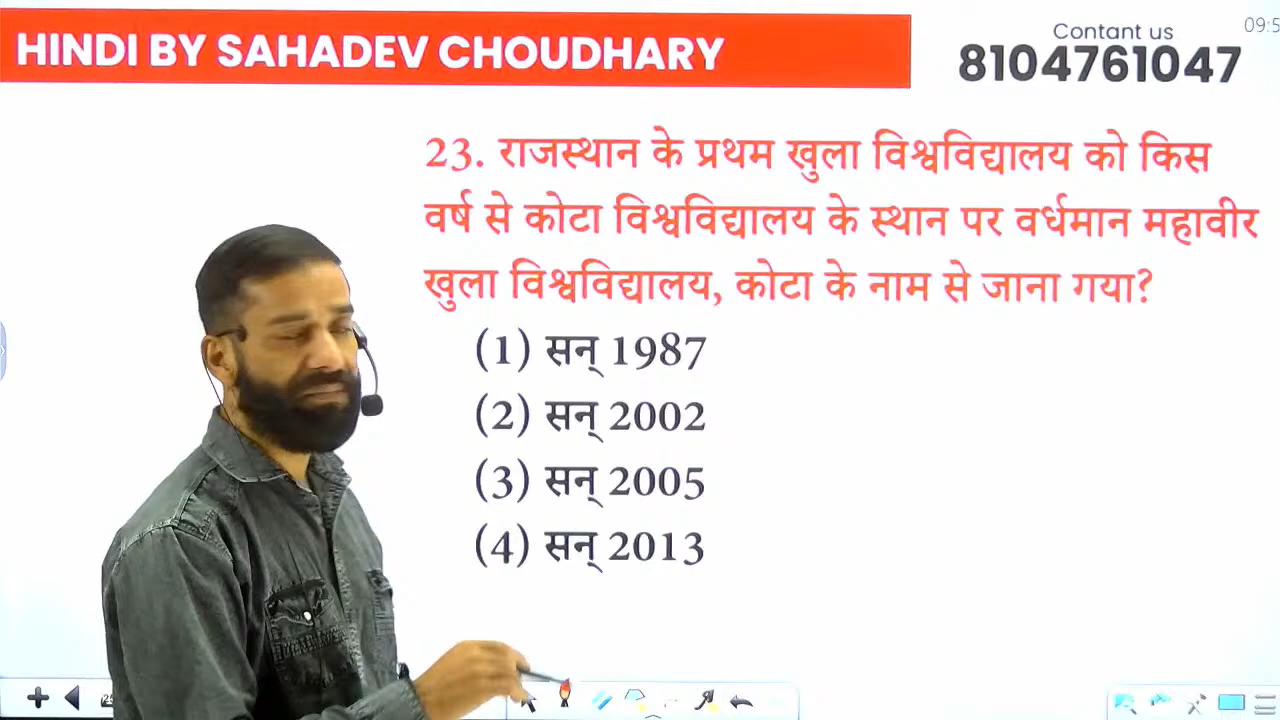 HINDI BY SAHADEV CHOUDHARY
Contant us
8104761047
09:5
23. राजस्थान के प्रथम खुला विश्वविद्यालय को किस
वर्ष से कोटा विश्वविद्यालय के स्थान पर वर्धमान महावीर
खुला विश्वविद्यालय, कोटा के नाम से जाना गया?
(1) सन् 1987
(2) सन् 2002
(3) सन् 2005
(4) सन् 2013